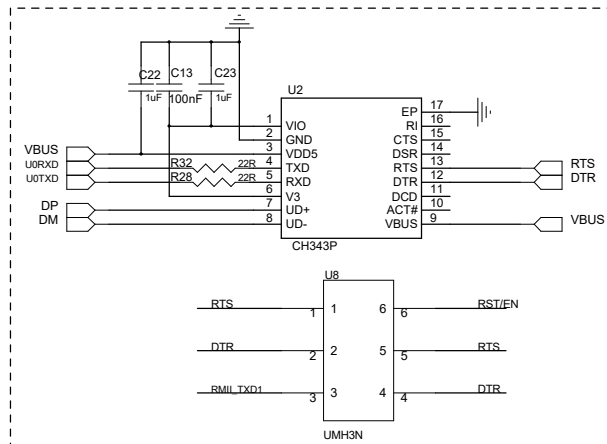 C22 C13 C23
1uF 100nF 1uF
U2
1 VIO EP 17
2 GND RI 16
3 VDD5 CTS 15
4 TXD DSR 14
5 RXD RTS 13
6 V3 DTR 12
7 UD+ DCD 11
8 UD- ACT# 10
VBUS 9
VBUS
U0RXD R32 22R
U0TXD R28 22R
DP
DM
RTS
DTR
VBUS
CH343P
U8
RTS 1 1 6 6 RST/EN
DTR 2 2 5 5 RTS
RMII_TXD1 3 3 4 4 DTR
UMH3N